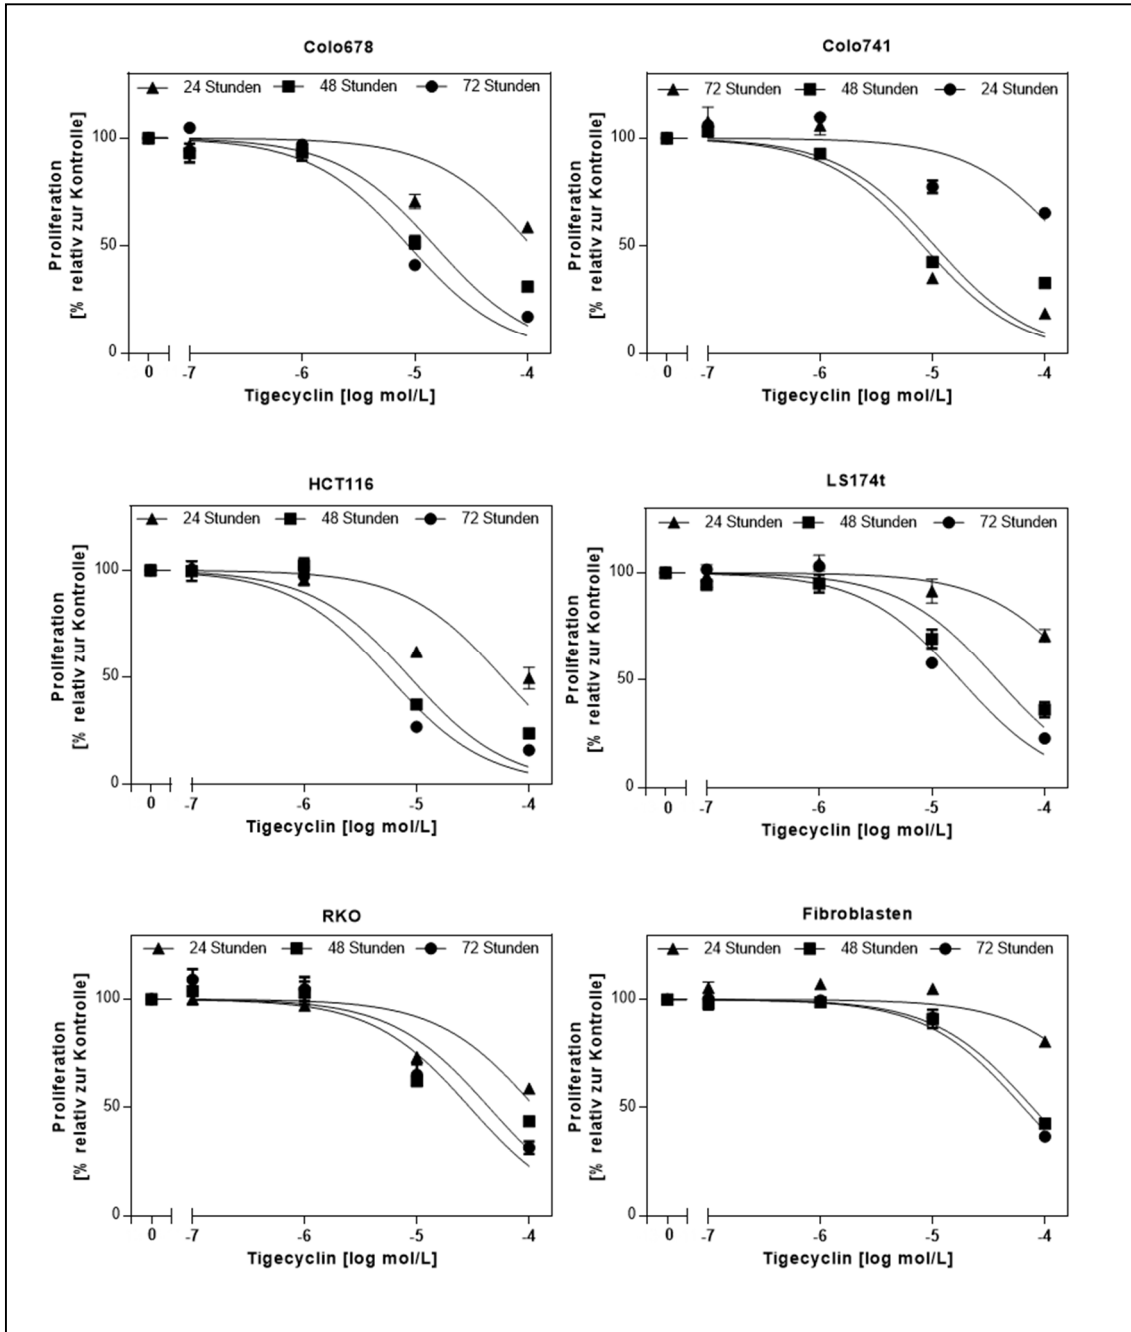 Colo678
24 Stunden 48 Stunden 72 Stunden
Proliferation
[% relativ zur Kontrolle]
100
50
0
0 -7 -6 -5 -4
Tigecyclin [log mol/L]
Colo741
72 Stunden 48 Stunden 24 Stunden
Proliferation
[% relativ zur Kontrolle]
100
50
0
0 -7 -6 -5 -4
Tigecyclin [log mol/L]
HCT116
24 Stunden 48 Stunden 72 Stunden
Proliferation
[% relativ zur Kontrolle]
100
50
0
0 -7 -6 -5 -4
Tigecyclin [log mol/L]
LS174t
24 Stunden 48 Stunden 72 Stunden
Proliferation
[% relativ zur Kontrolle]
100
50
0
0 -7 -6 -5 -4
Tigecyclin [log mol/L]
RKO
24 Stunden 48 Stunden 72 Stunden
Proliferation
[% relativ zur Kontrolle]
100
50
0
0 -7 -6 -5 -4
Tigecyclin [log mol/L]
Fibroblasten
24 Stunden 48 Stunden 72 Stunden
Proliferation
[% relativ zur Kontrolle]
100
50
0
0 -7 -6 -5 -4
Tigecyclin [log mol/L]